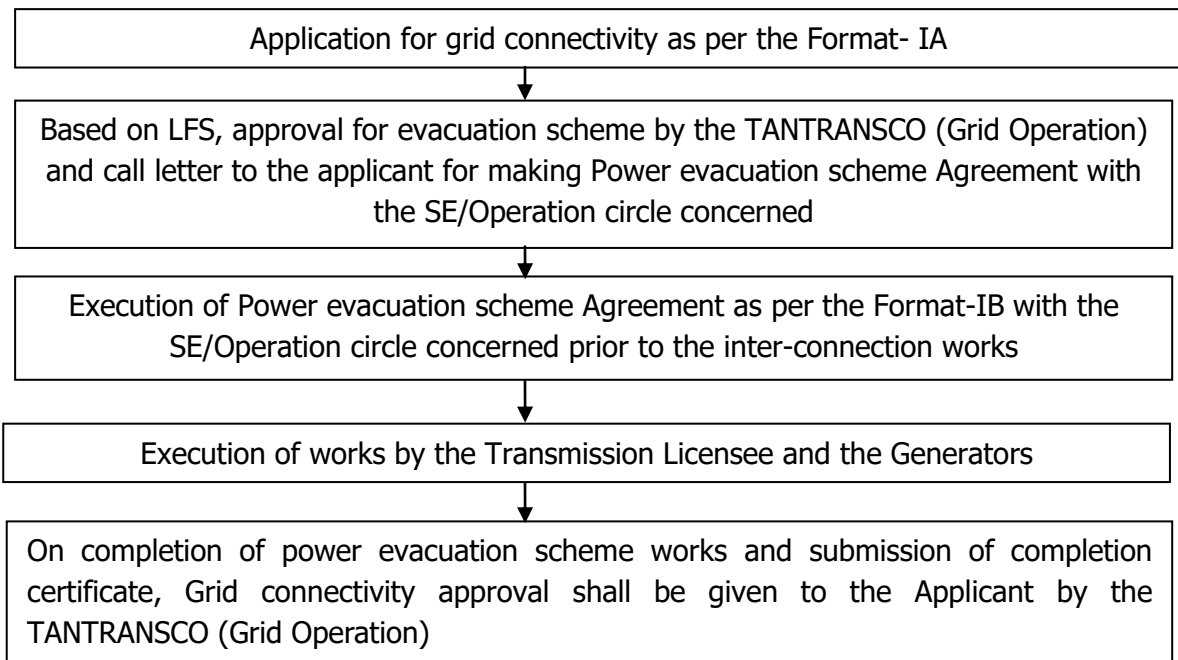 Application for grid connectivity as per the Format- IA
Based on LFS, approval for evacuation scheme by the TANTRANSCO (Grid Operation)
and call letter to the applicant for making Power evacuation scheme Agreement with
the SE/Operation circle concerned
Execution of Power evacuation scheme Agreement as per the Format-IB with the
SE/Operation circle concerned prior to the inter-connection works
Execution of works by the Transmission Licensee and the Generators
On completion of power evacuation scheme works and submission of completion
certificate, Grid connectivity approval shall be given to the Applicant by the
TANTRANSCO (Grid Operation)